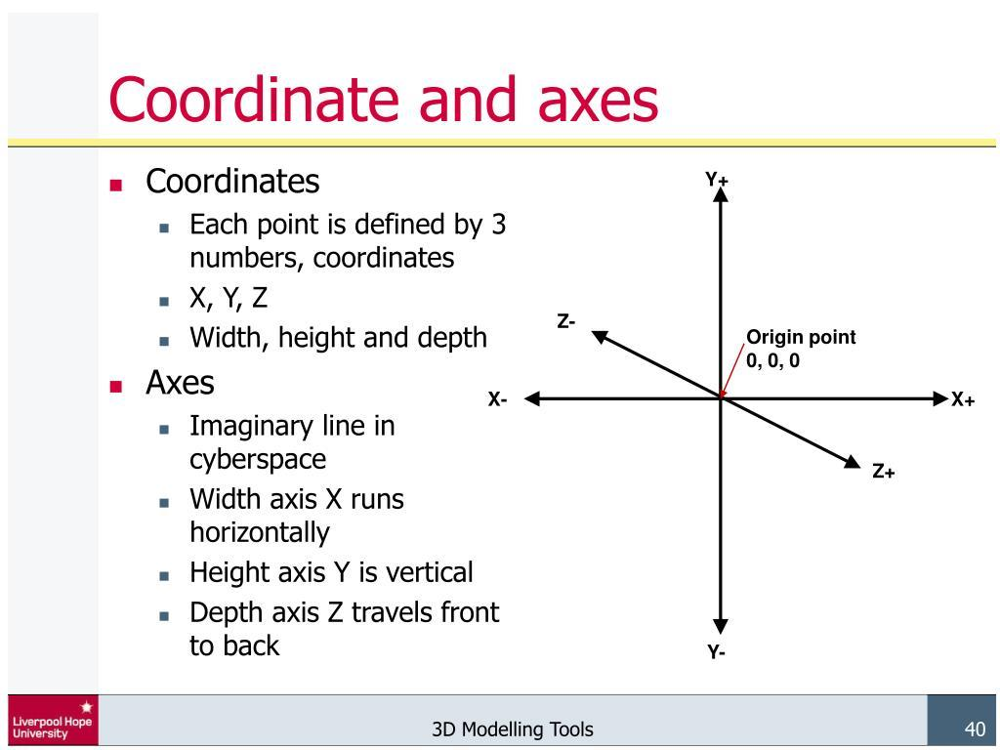 Coordinate and axes
Coordinates
Each point is defined by 3
numbers, coordinates
X, Y, Z
Width, height and depth
Axes
Imaginary line in
cyberspace
Width axis X runs
horizontally
Height axis Y is vertical
Depth axis Z travels front
to back
Y+
Z-
Origin point
0, 0, 0
X-
X+
Z+
Y-
Liverpool Hope
University
3D Modelling Tools
40